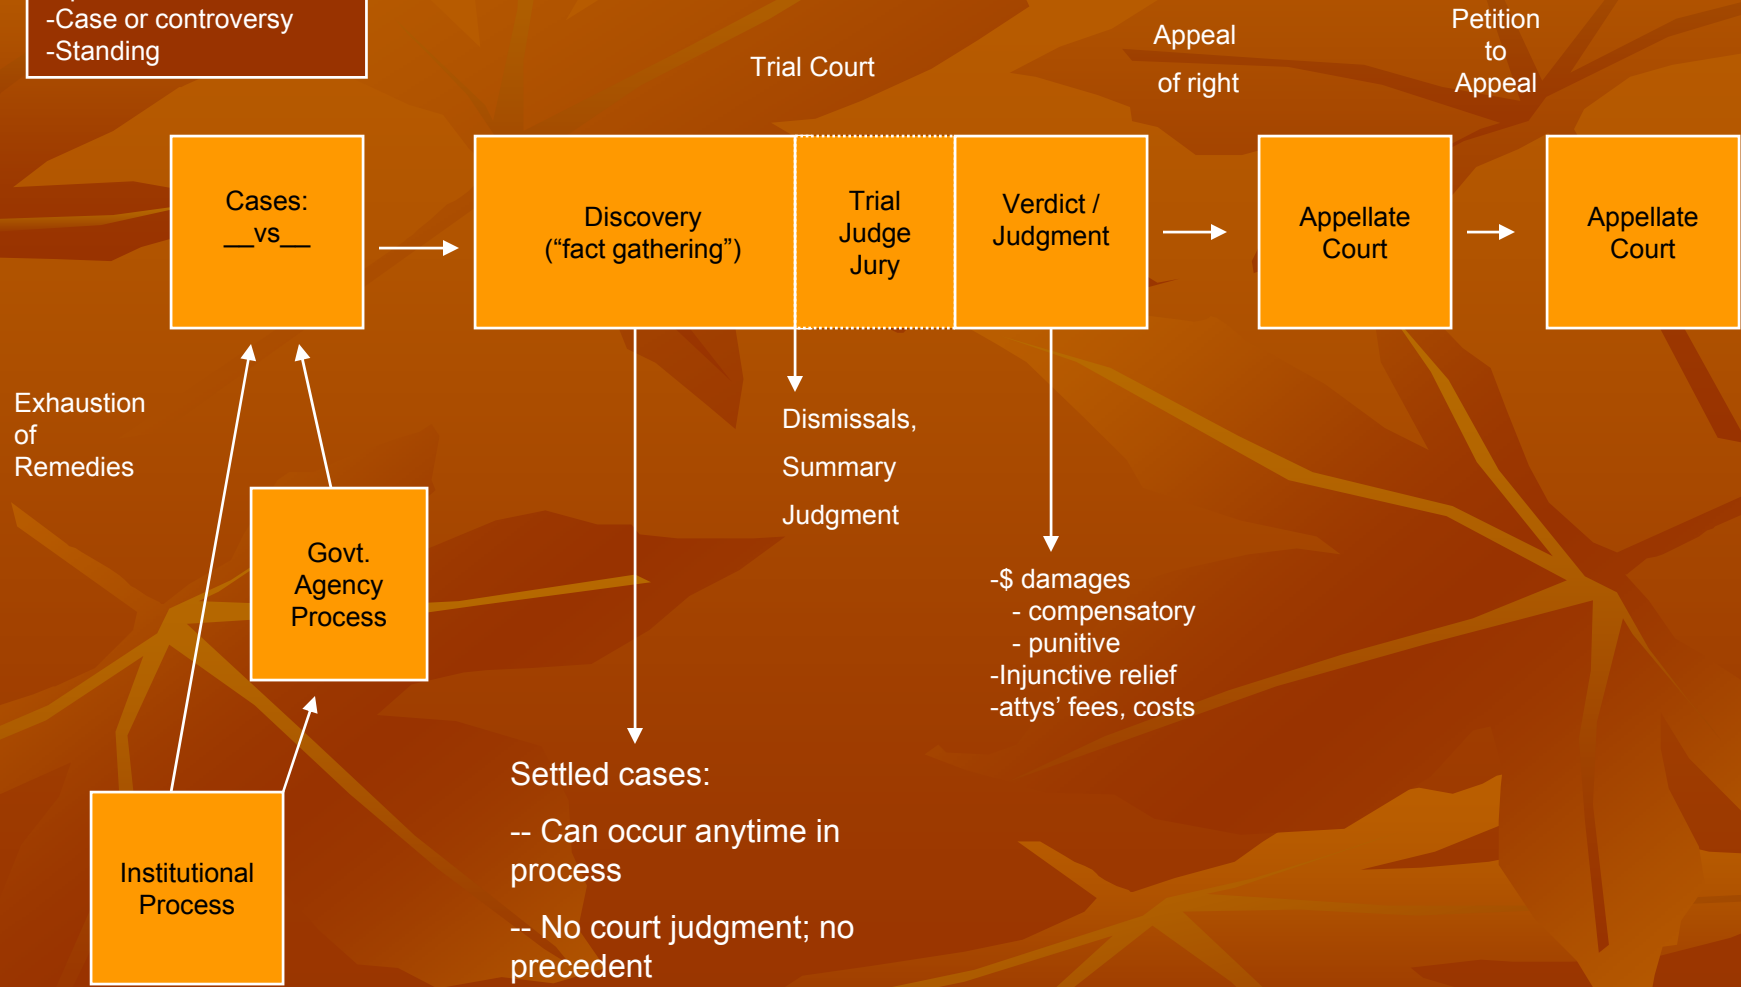 -Case or controversy
-Standing
Trial Court
Appeal
of right
Petition
to
Appeal
Cases:
__vs__
Discovery
(“fact gathering”)
Trial
Judge
Jury
Verdict /
Judgment
Appellate
Court
Appellate
Court
Exhaustion
of
Remedies
Dismissals,
Summary
Judgment
Govt.
Agency
Process
-$ damages
- compensatory
- punitive
-Injunctive relief
-attys’ fees, costs
Institutional
Process
Settled cases:
-- Can occur anytime in
process
-- No court judgment; no
precedent